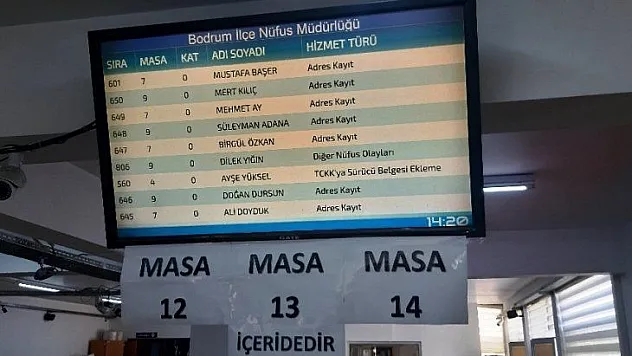 Bodrum İlçe Nüfus Müdürlüğü
SIRA MASA KAT ADI SOYADI HİZMET TÜRÜ
601 7 0 MUSTAFA BAŞER Adres Kayıt
650 9 0 MERT KILIÇ Adres Kayıt
649 7 0 MEHMET AY Adres Kayıt
648 9 0 SÜLEYMAN ADANA Adres Kayıt
647 7 0 BİRGÜL ÖZKAN Adres Kayıt
806 9 0 DİLEK YIĞIN Diğer Nüfus Olayları
560 4 0 AYŞE YÜKSEL TCKK'ya Sürücü Belgesi Ekleme
646 9 0 DOĞAN DURSUN Adres Kayıt
645 7 0 ALİ DOYDUK Adres Kayıt
14:20
MASA MASA MASA
12 13 14
İÇERİDEDİR